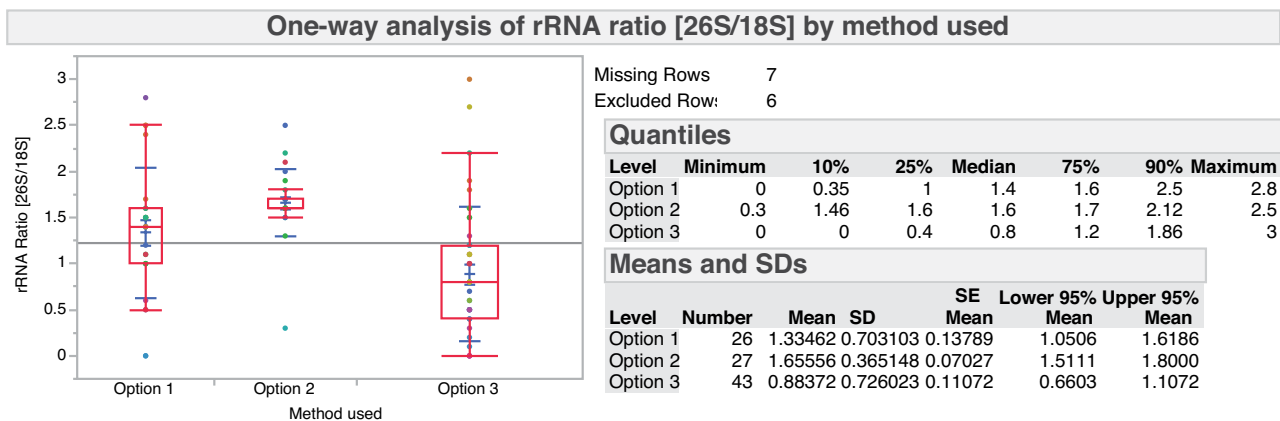 One-way analysis of rRNA ratio [26S/18S] by method used
rRNA Ratio [26S/18S]
3
2.5
2
1.5
1
0.5
0
Option 1 Option 2 Option 3
Method used
Missing Rows 7
Excluded Rows 6
Quantiles
Level Minimum 10% 25% Median 75% 90% Maximum
Option 1 0 0.35 1 1.4 1.6 2.5 2.8
Option 2 0.3 1.46 1.6 1.6 1.7 2.12 2.5
Option 3 0 0 0.4 0.8 1.2 1.86 3
Means and SDs
Level Number Mean SD SE Mean Lower 95% Mean Upper 95% Mean
Option 1 26 1.33462 0.703103 0.13789 1.0506 1.6186
Option 2 27 1.65556 0.365148 0.07027 1.5111 1.8000
Option 3 43 0.88372 0.726023 0.11072 0.6603 1.1072